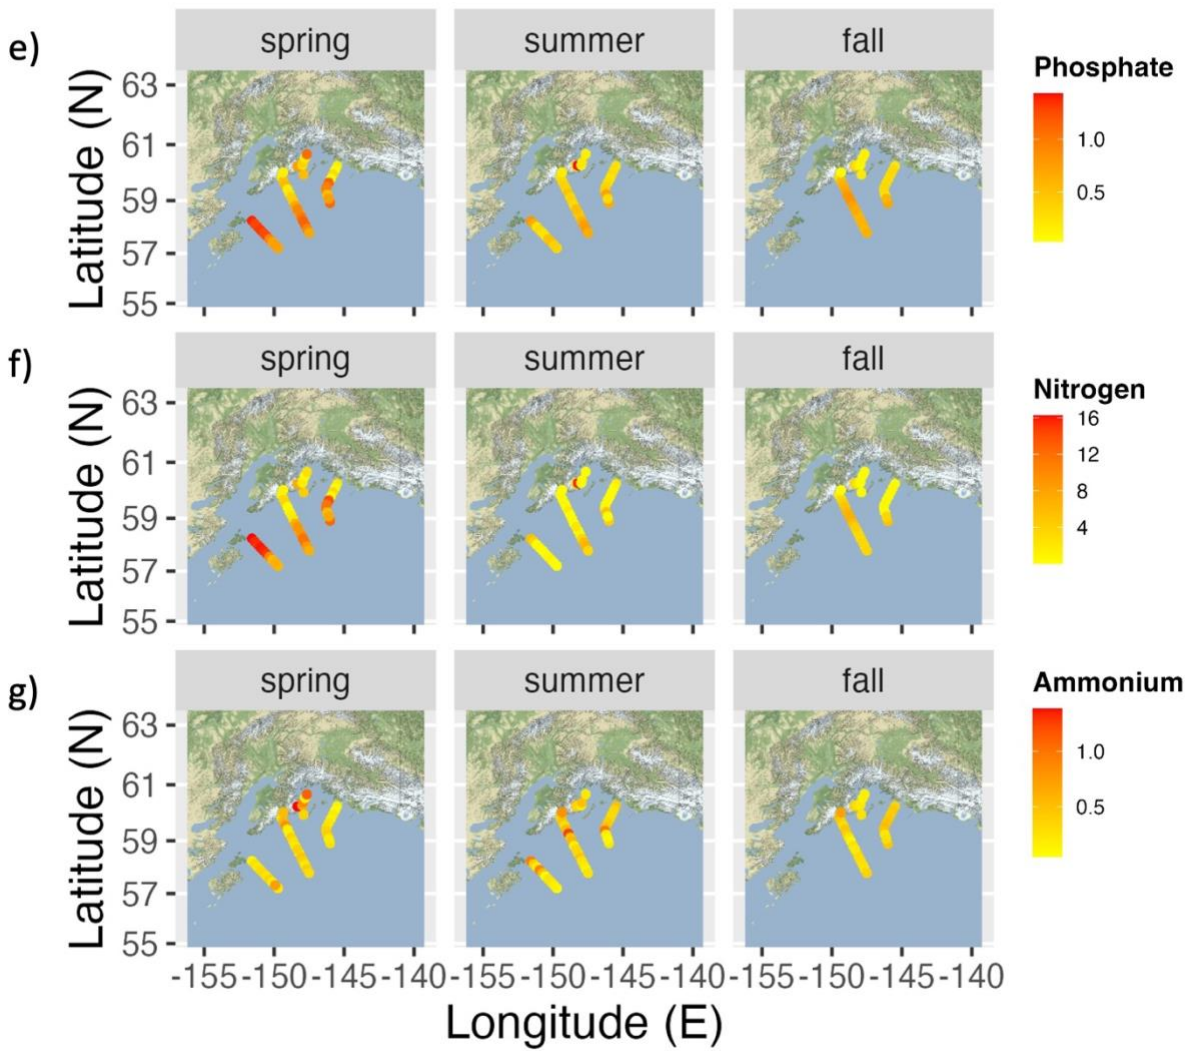 e)
spring summer fall
Latitude (N)
63
61
59
57
55
Phosphate
1.0
0.5
f)
spring summer fall
Latitude (N)
63
61
59
57
55
Nitrogen
16
12
8
4
g)
spring summer fall
Latitude (N)
63
61
59
57
55
Ammonium
1.0
0.5
-155 -150 -145 -140 -155 -150 -145 -140 -155 -150 -145 -140
Longitude (E)